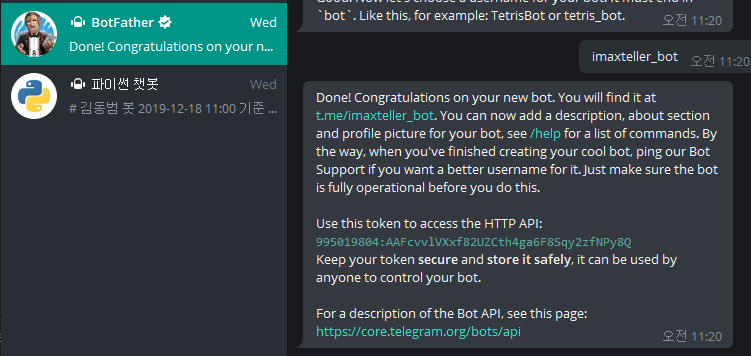 BotFather
Wed
Done! Congratulations on your n...
파이썬 챗봇
Wed
# 김동범 봇 2019-12-18 11:00 기준 ...
`bot`. Like this, for example: TetrisBot or tetris_bot.
오전 11:20
imaxteller_bot
오전 11:20
Done! Congratulations on your new bot. You will find it at
t.me/imaxteller_bot. You can now add a description, about section
and profile picture for your bot, see /help for a list of commands. By
the way, when you've finished creating your cool bot, ping our Bot
Support if you want a better username for it. Just make sure the bot
is fully operational before you do this.
Use this token to access the HTTP API:
995019804:AAFcvvlVXxf82UZCth4ga6F8Sqy2zfNPy8Q
Keep your token secure and store it safely, it can be used by
anyone to control your bot.
For a description of the Bot API, see this page:
https://core.telegram.org/bots/api
오전 11:20